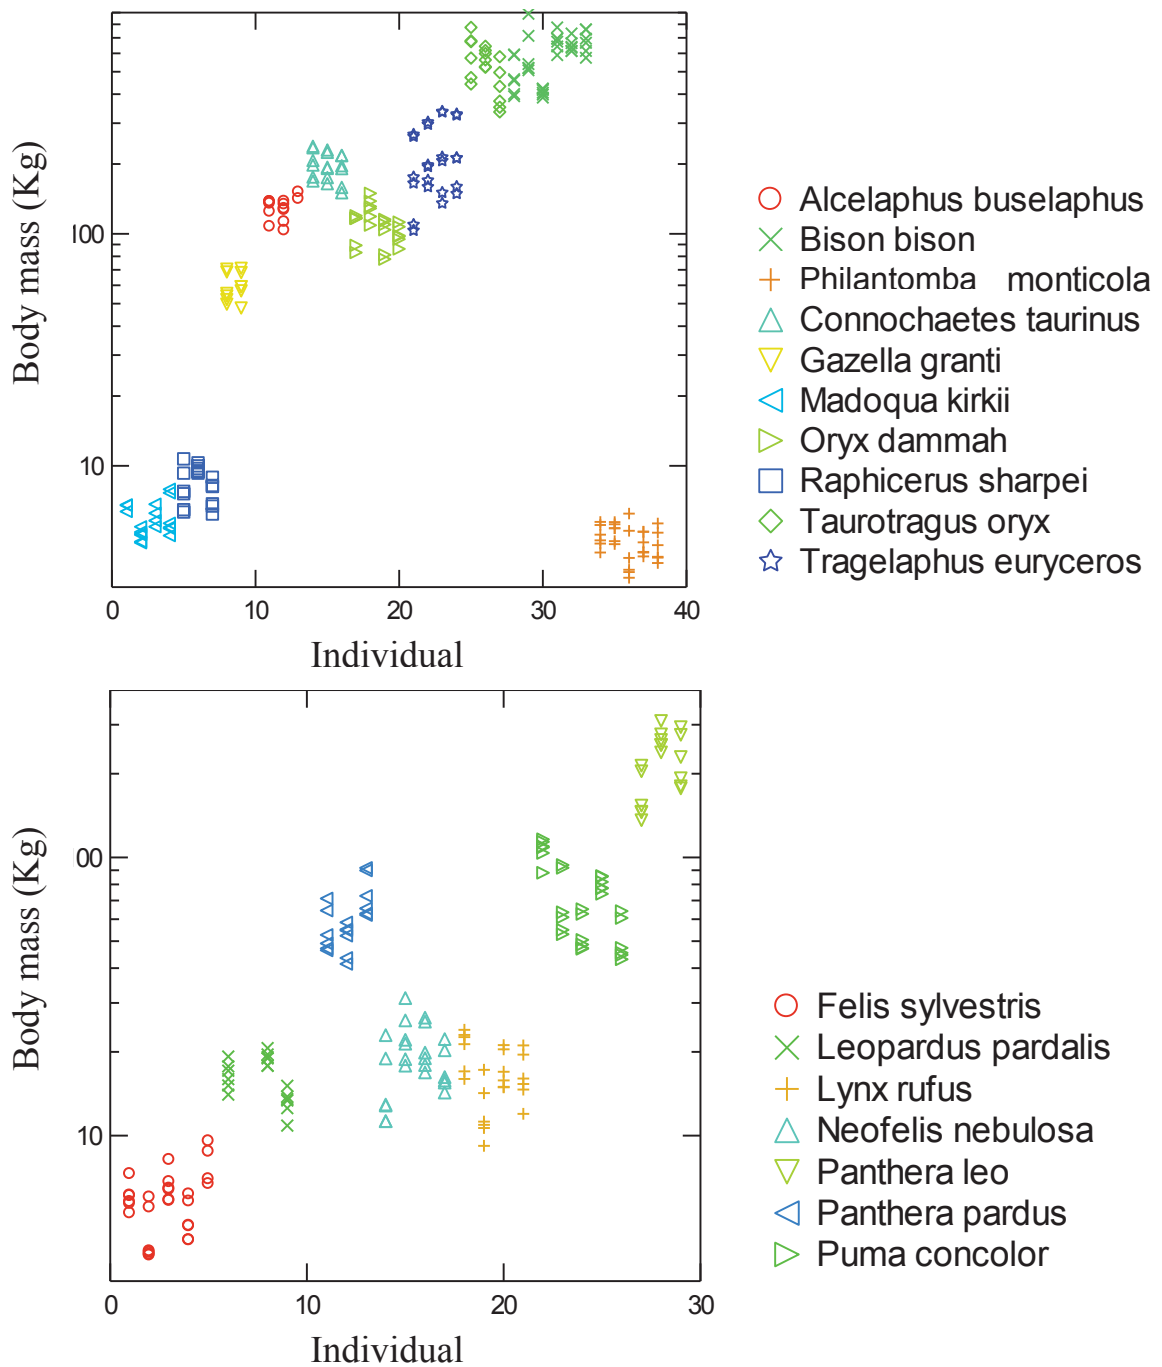 100
10
Body mass (Kg)
0
10
20
30
40
Individual
Alcelaphus buselaphus
Bison bison
Philantomba monticola
Connochaetes taurinus
Gazella granti
Madoqua kirkii
Oryx dammah
Raphicerus sharpei
Taurotragus oryx
Tragelaphus euryceros
00
10
Body mass (Kg)
0
10
20
30
Individual
Felis sylvestris
Leopardus pardalis
Lynx rufus
Neofelis nebulosa
Panthera leo
Panthera pardus
Puma concolor